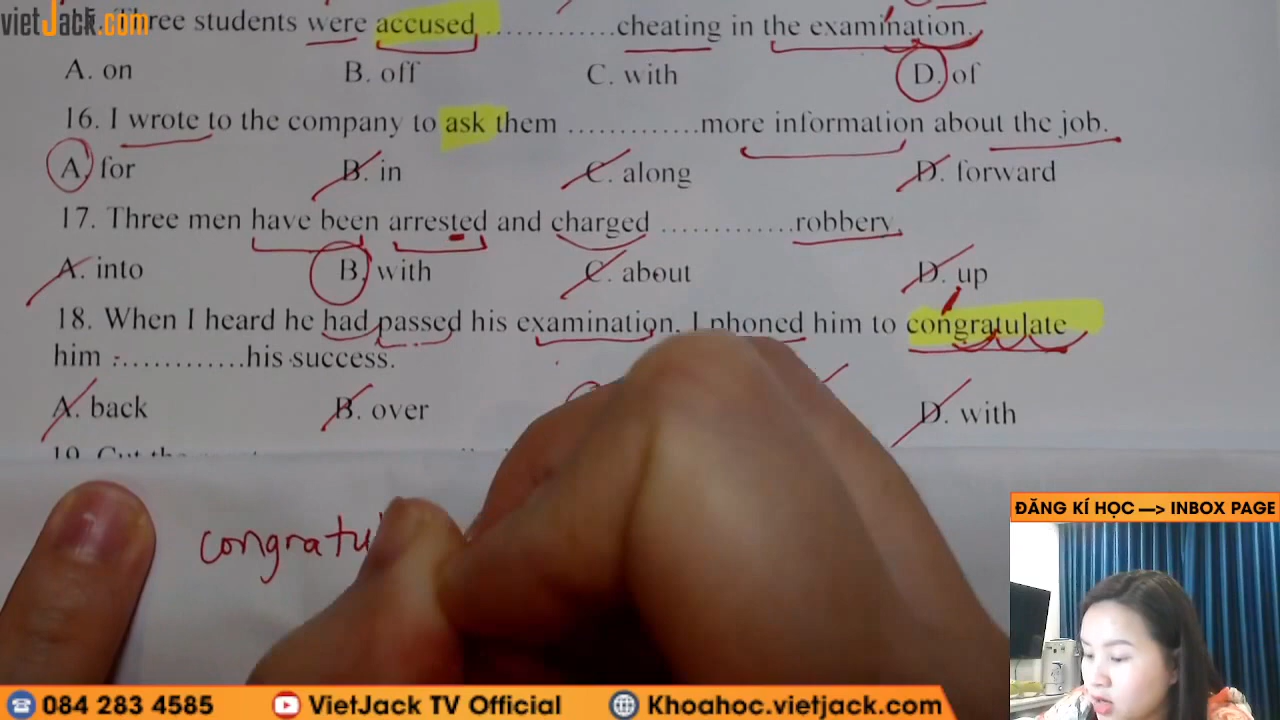 vietJack.com
Three students were accused .............cheating in the examination.
A. on B. off C. with D. of
16. I wrote to the company to ask them .............more information about the job.
A. for B. in C. along D. forward
17. Three men have been arrested and charged .............robbery.
A. into B. with C. about D. up
18. When I heard he had passed his examination, I phoned him to congratulate
him .............his success.
A. back B. over D. with
congratu
ĐĂNG KÍ HỌC —> INBOX PAGE
084 283 4585 VietJack TV Official Khoahoc.vietjack.com